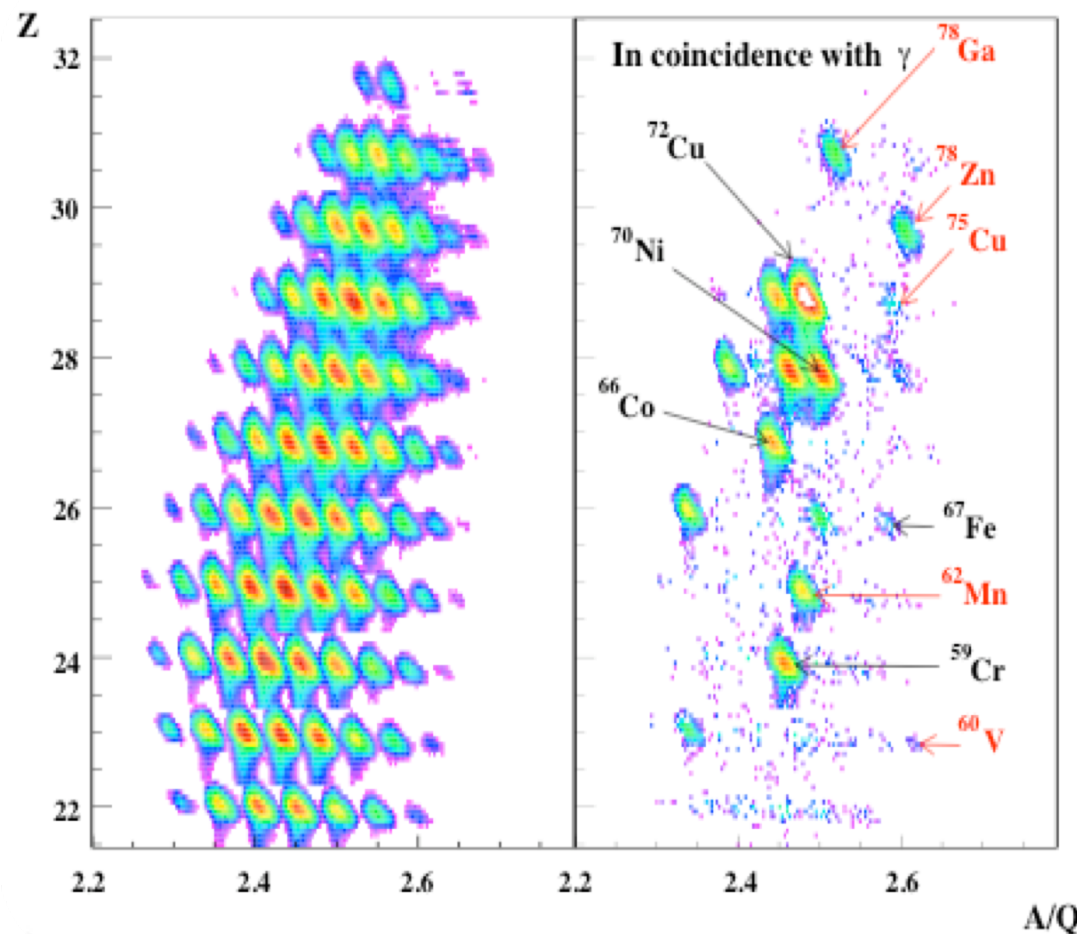 Z
32
30
28
26
24
22
In coincidence with γ
⁷⁸Ga
⁷²Cu
⁷⁸Zn
⁷⁵Cu
⁷⁰Ni
⁶⁶Co
⁶⁷Fe
⁶²Mn
⁵⁹Cr
⁶⁰V
2.2 2.4 2.6 2.2 2.4 2.6
A/Q